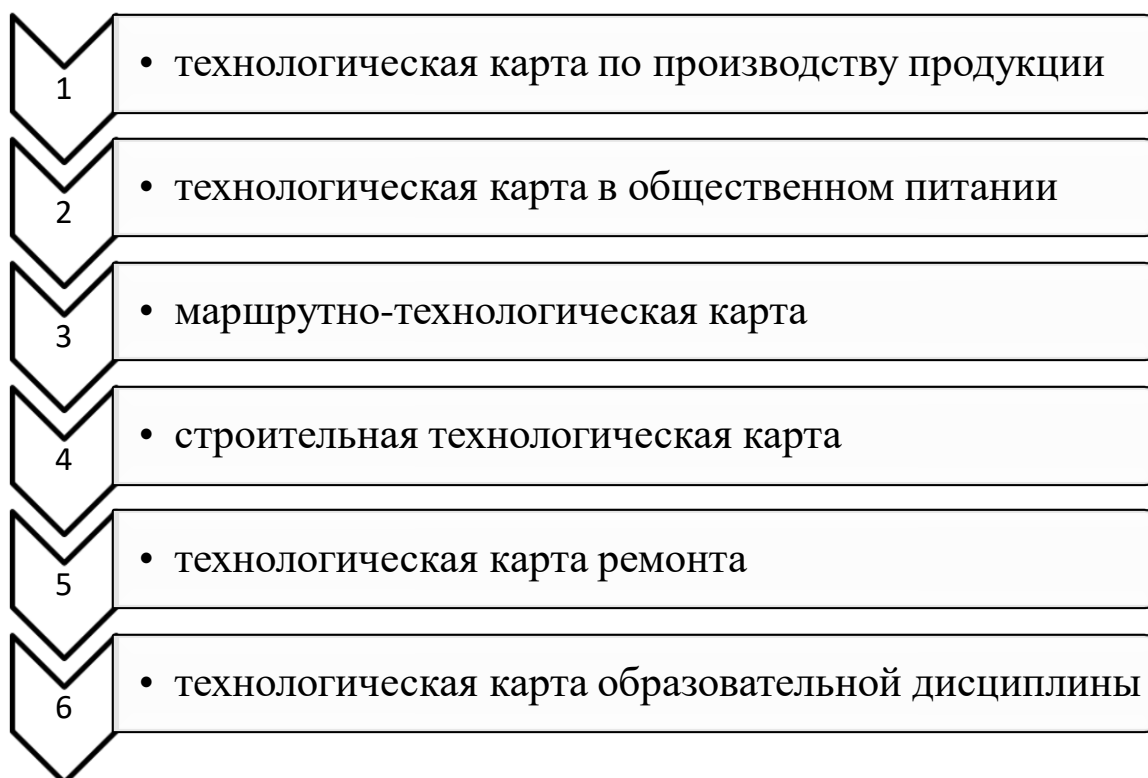 1 • технологическая карта по производству продукции
2 • технологическая карта в общественном питании
3 • маршрутно-технологическая карта
4 • строительная технологическая карта
5 • технологическая карта ремонта
6 • технологическая карта образовательной дисциплины